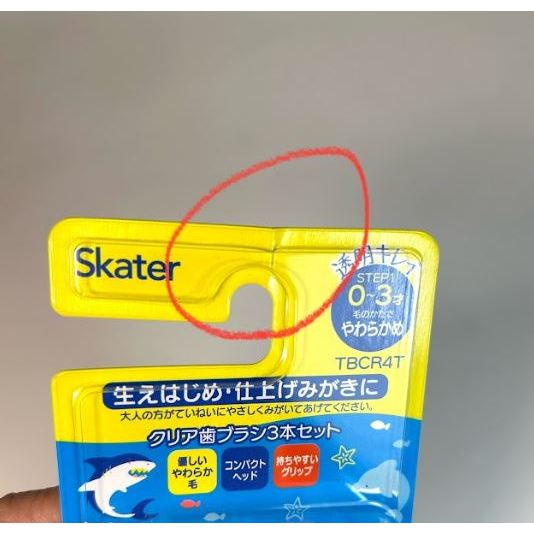 Skater
透明キレイ
STEP1
0~3才
毛のかたさ
やわらかめ
TBCR4T
生えはじめ・仕上げみがきに
大人の方がていねいにやさしくみがいてあげてください。
クリア歯ブラシ3本セット
優しい
やわらか
毛
コンパクト
ヘッド
持ちやすい
グリップ